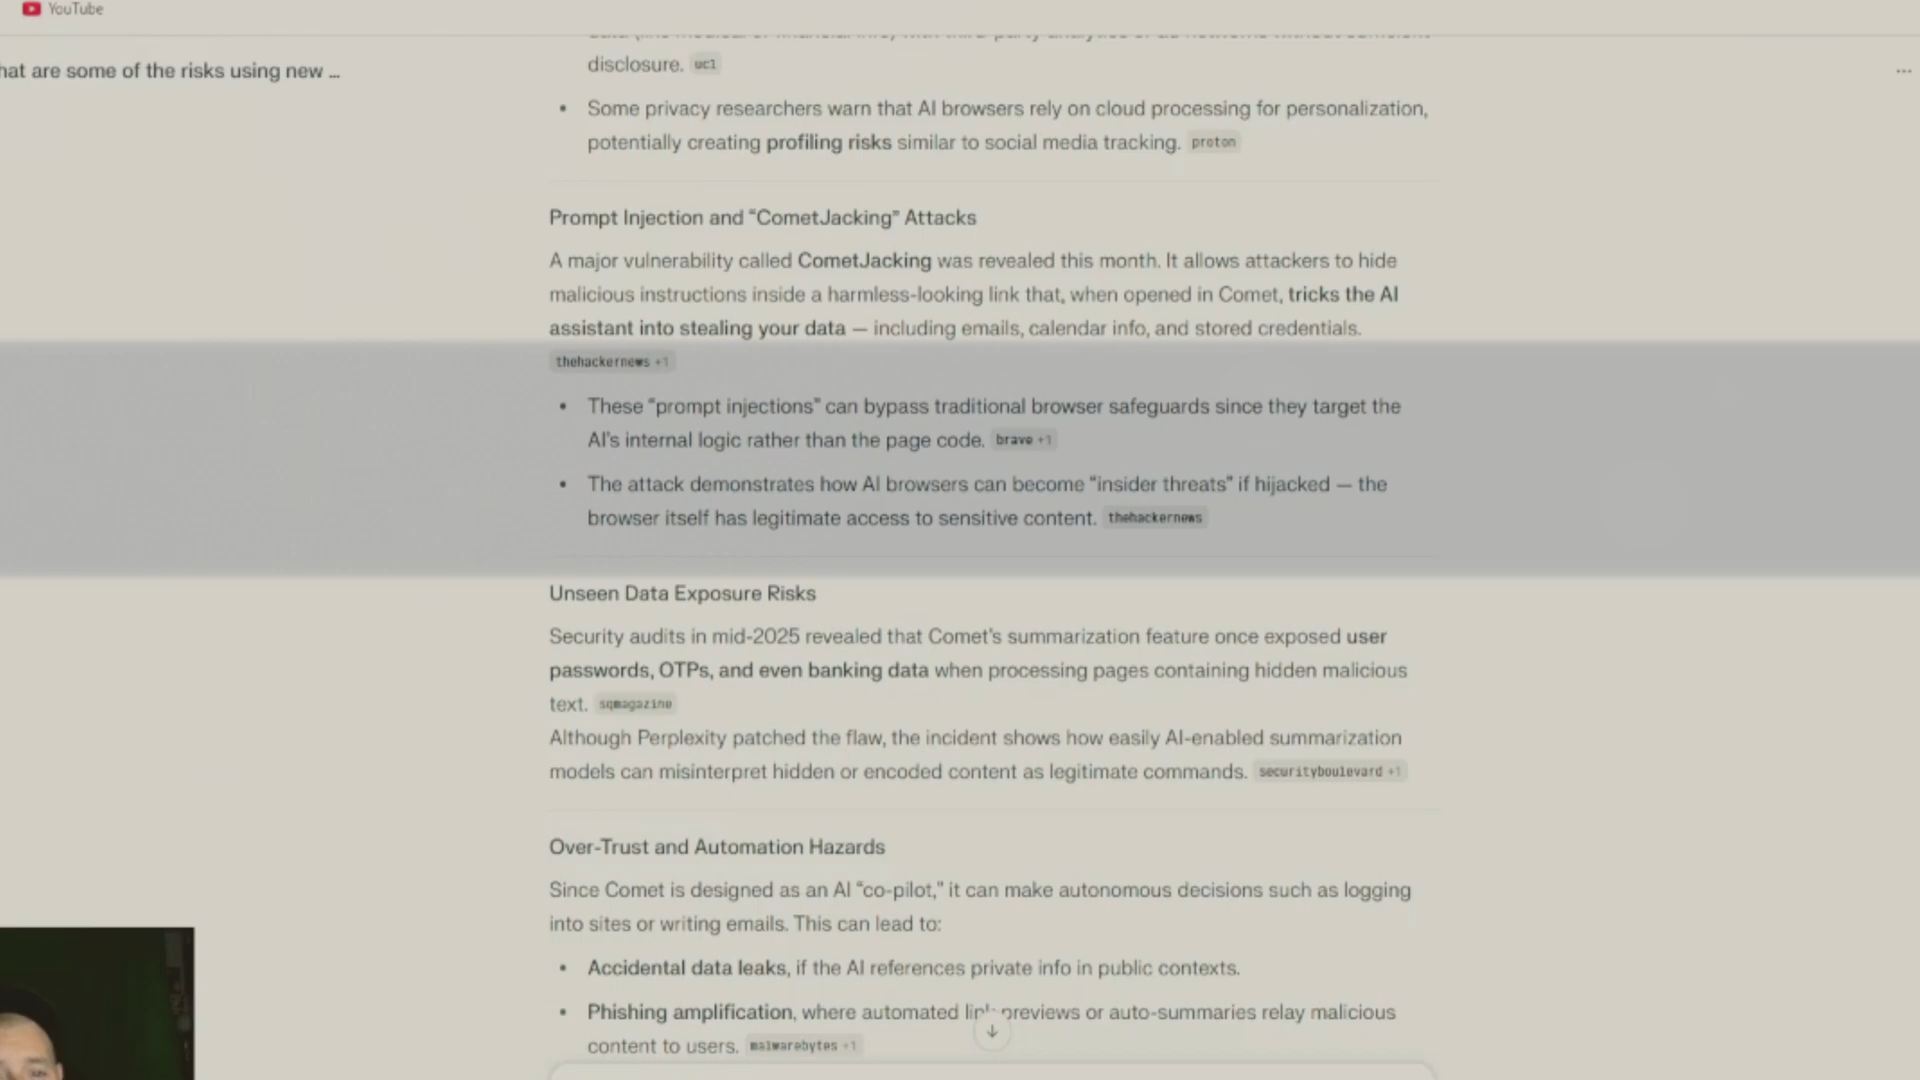 YouTube
hat are some of the risks using new ...
disclosure. uc1
• Some privacy researchers warn that AI browsers rely on cloud processing for personalization,
potentially creating profiling risks similar to social media tracking. proton
Prompt Injection and “CometJacking” Attacks
A major vulnerability called CometJacking was revealed this month. It allows attackers to hide
malicious instructions inside a harmless-looking link that, when opened in Comet, tricks the AI
assistant into stealing your data — including emails, calendar info, and stored credentials.
thehackernews +1
• These “prompt injections” can bypass traditional browser safeguards since they target the
AI’s internal logic rather than the page code. brave +1
• The attack demonstrates how AI browsers can become “insider threats” if hijacked — the
browser itself has legitimate access to sensitive content. thehackernews
Unseen Data Exposure Risks
Security audits in mid-2025 revealed that Comet’s summarization feature once exposed user
passwords, OTPs, and even banking data when processing pages containing hidden malicious
text. sqmagazine
Although Perplexity patched the flaw, the incident shows how easily AI-enabled summarization
models can misinterpret hidden or encoded content as legitimate commands. securityboulevard +1
Over-Trust and Automation Hazards
Since Comet is designed as an AI “co-pilot,” it can make autonomous decisions such as logging
into sites or writing emails. This can lead to:
• Accidental data leaks, if the AI references private info in public contexts.
• Phishing amplification, where automated link previews or auto-summaries relay malicious
content to users. malwarebytes +1